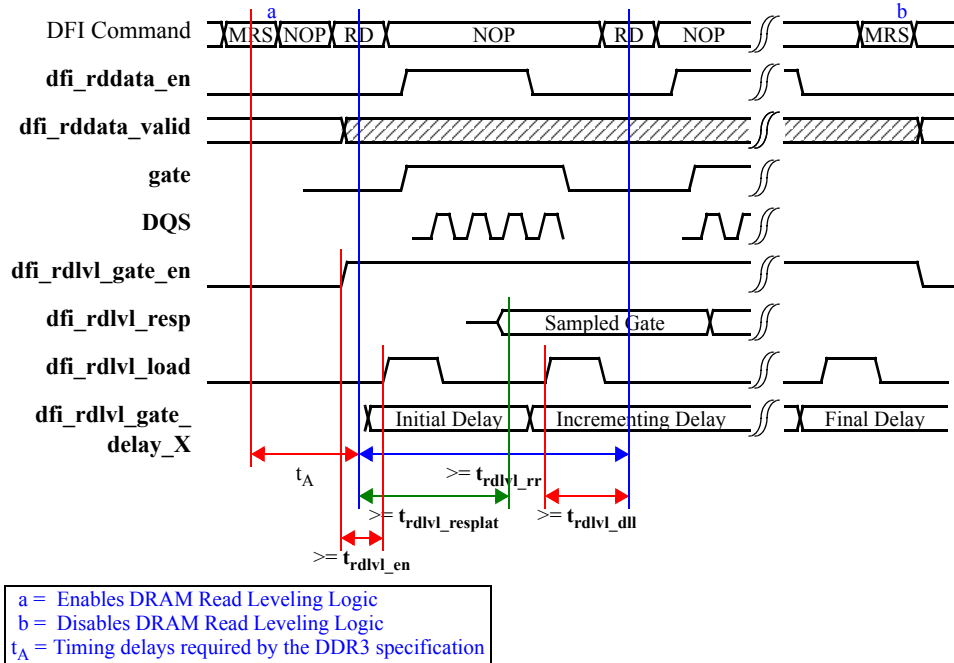 a b
DFI Command MRS NOP RD NOP RD NOP MRS
dfi_rddata_en
dfi_rddata_valid
gate
DQS
dfi_rdlvl_gate_en
dfi_rdlvl_resp Sampled Gate
dfi_rdlvl_load
dfi_rdlvl_gate_ Initial Delay Incrementing Delay Final Delay
delay_X
tA >= trdlvl_rr
>= trdlvl_resplat >= trdlvl_dll
>= trdlvl_en
a = Enables DRAM Read Leveling Logic
b = Disables DRAM Read Leveling Logic
tA = Timing delays required by the DDR3 specification